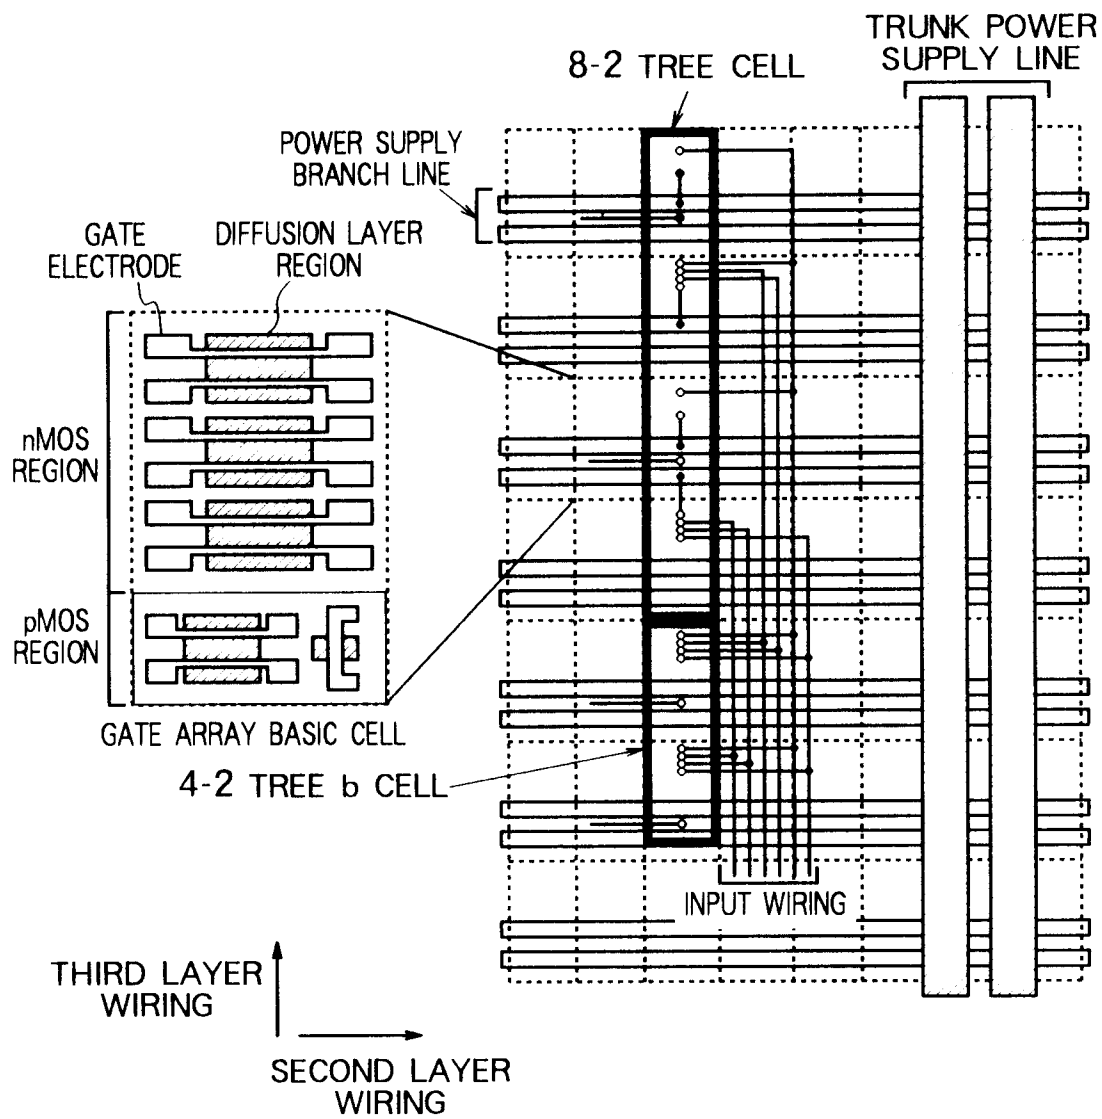 TRUNK POWER
SUPPLY LINE
8-2 TREE CELL
POWER SUPPLY
BRANCH LINE
GATE
ELECTRODE
DIFFUSION LAYER
REGION
nMOS
REGION
pMOS
REGION
GATE ARRAY BASIC CELL
4-2 TREE b CELL
INPUT WIRING
THIRD LAYER
WIRING
SECOND LAYER
WIRING